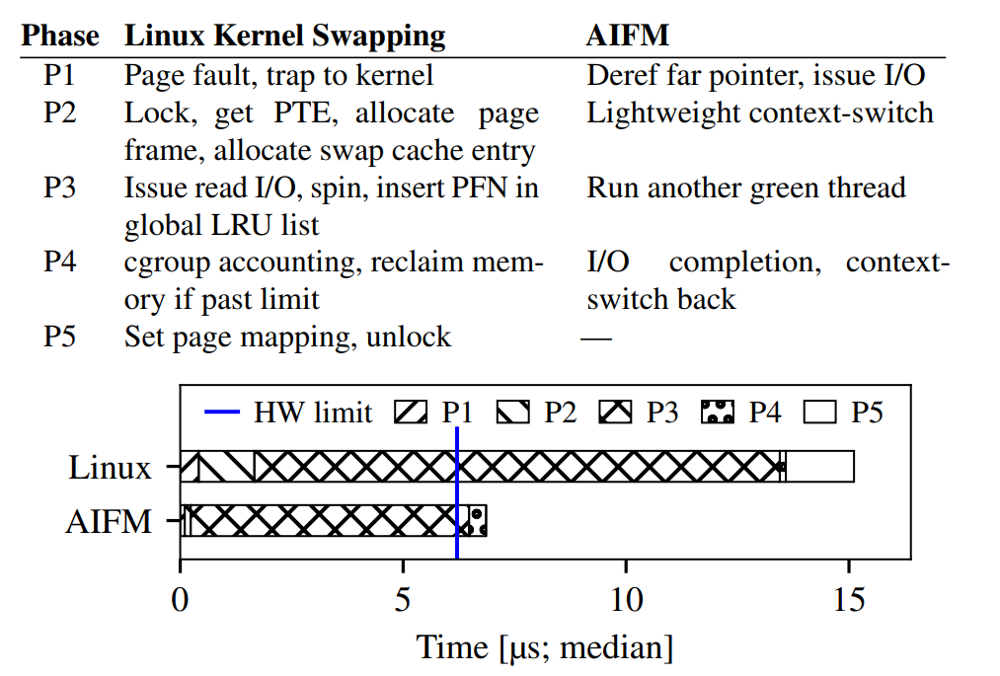 Phase Linux Kernel Swapping AIFM
P1 Page fault, trap to kernel Deref far pointer, issue I/O
P2 Lock, get PTE, allocate page Lightweight context-switch
frame, allocate swap cache entry
P3 Issue read I/O, spin, insert PFN in Run another green thread
global LRU list
P4 cgroup accounting, reclaim mem- I/O completion, context-
ory if past limit switch back
P5 Set page mapping, unlock —
HW limit P1 P2 P3 P4 P5
Linux
AIFM
0 5 10 15
Time [µs; median]